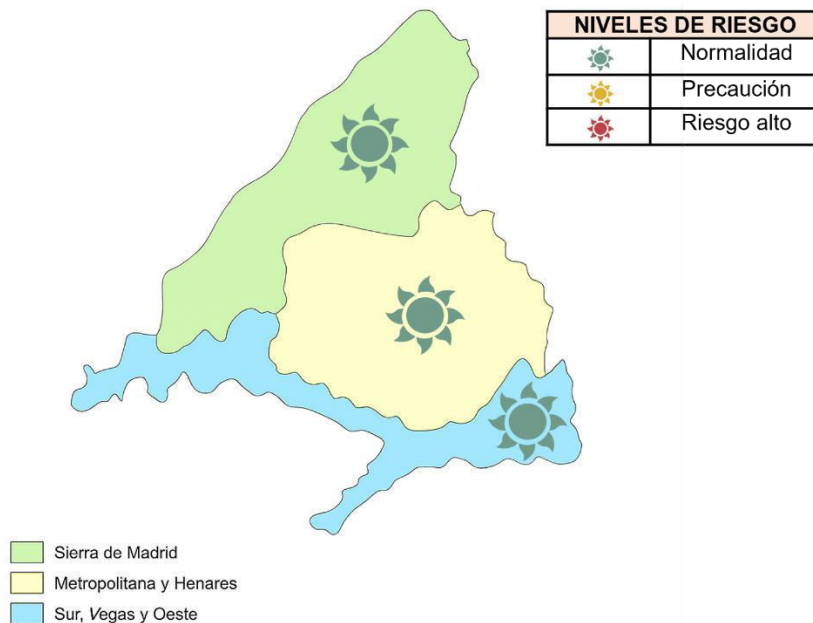 NIVELES DE RIESGO
Normalidad
Precaución
Riesgo alto
Sierra de Madrid
Metropolitana y Henares
Sur, Vegas y Oeste